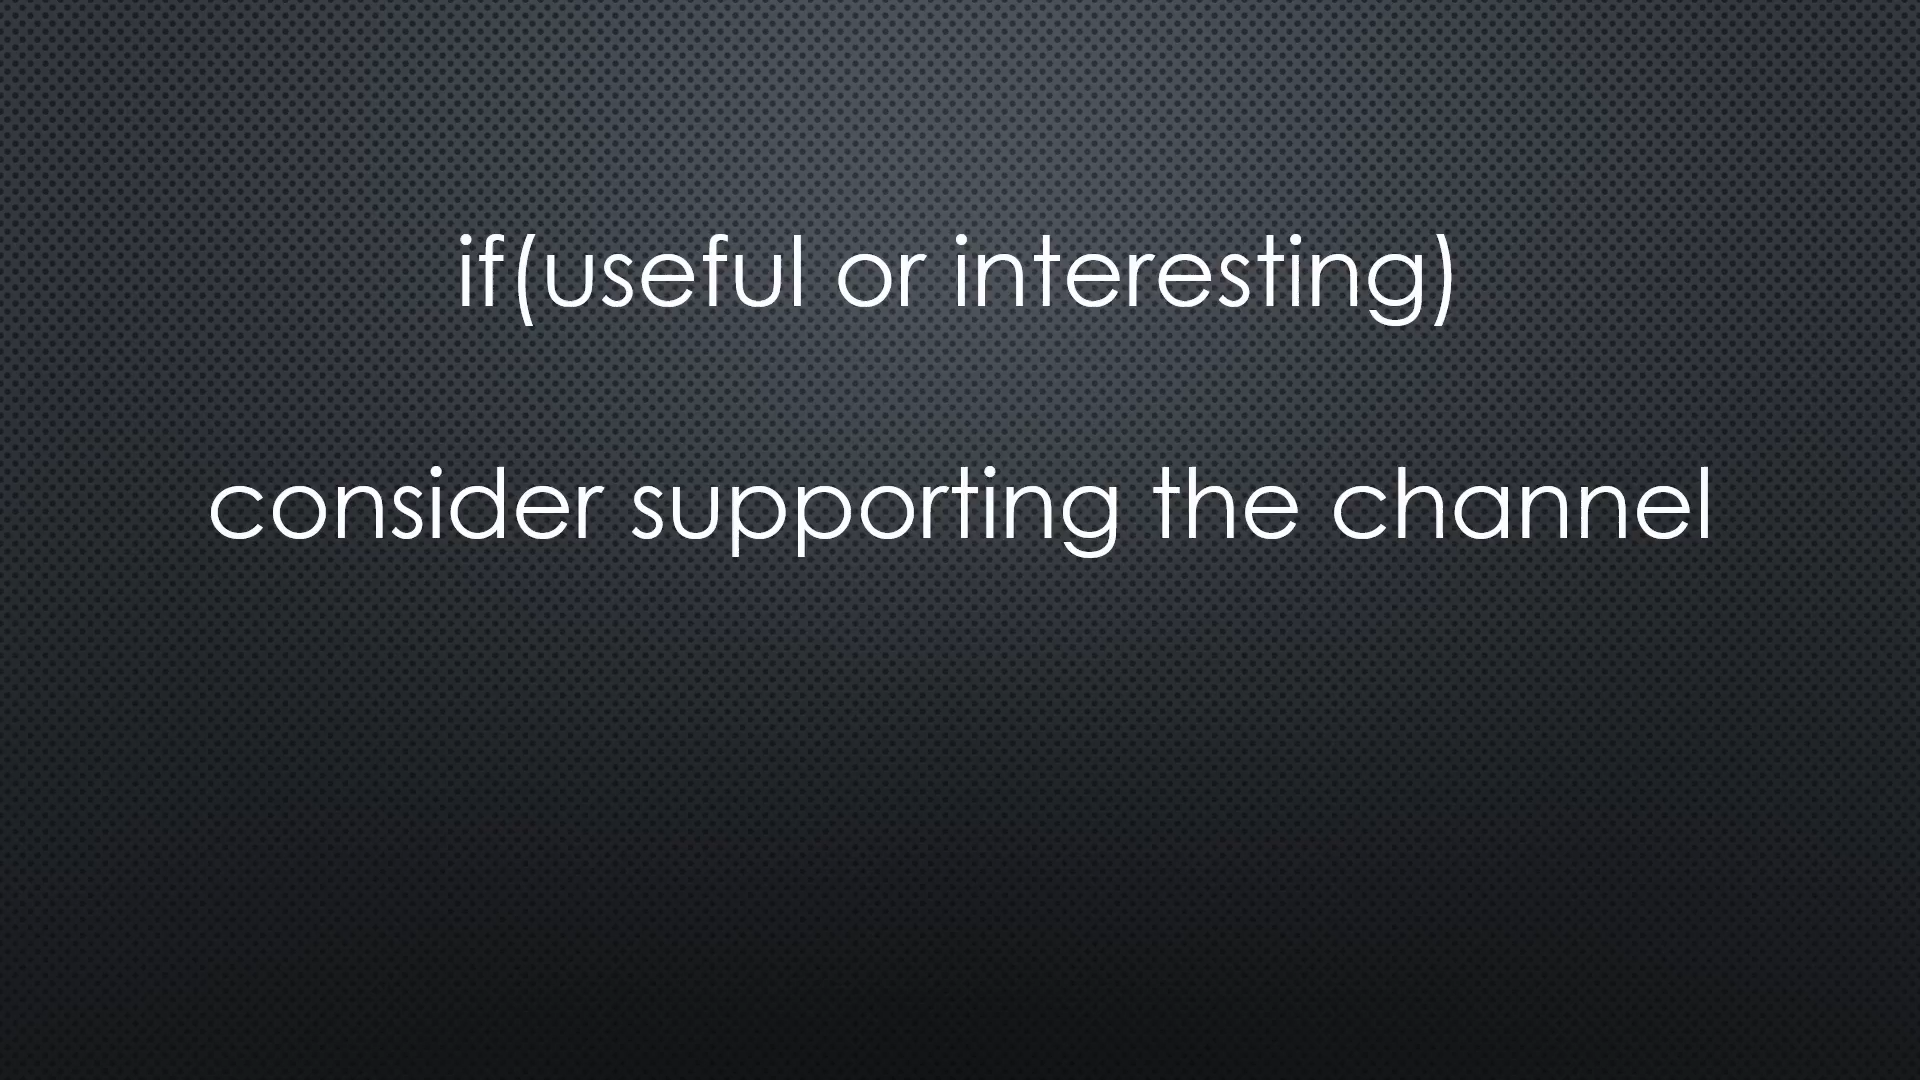 if(useful or interesting)
consider supporting the channel